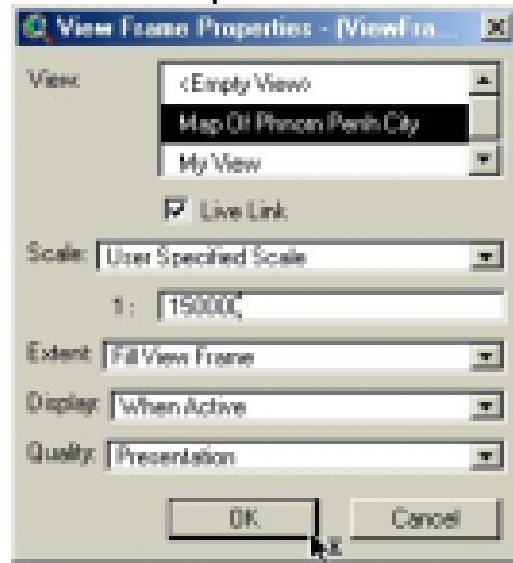 View Frame Properties - [ViewFra...
View:
<Empty View>
Map Of Phnom Penh City
My View
Live Link
Scale: User Specified Scale
1: 150000
Extent: Fill View Frame
Display: When Active
Quality: Presentation
OK Cancel